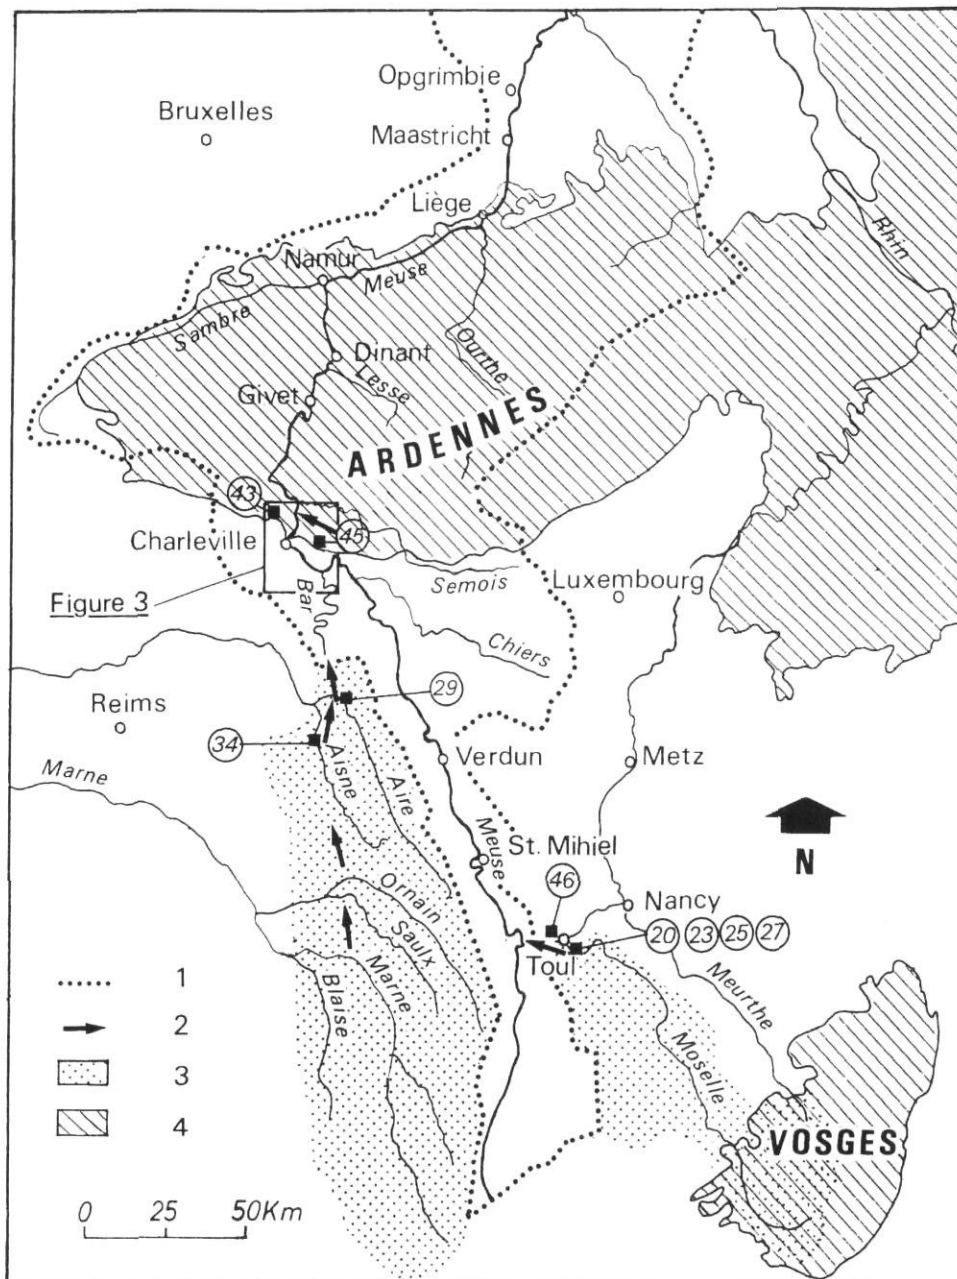 Opgrimbie
Bruxelles
Maastricht
Liège
Rhin
Namur
Meuse
Sambre
Dinant
Ourthe
Lesse
Givet
ARDENNES
43
45
Charleville
Semois
Luxembourg
Bar
Figure 3
Chiers
29
Reims
34
Verdun
Metz
Marne
Aisne
Aire
Meuse
St. Mihiel
N
46
Ornain
Nancy
20 23 25 27
Saulx
Toul
Marne
Meurthe
Blaise
Moselle
1
2
3
4
VOSGES
0 25 50Km